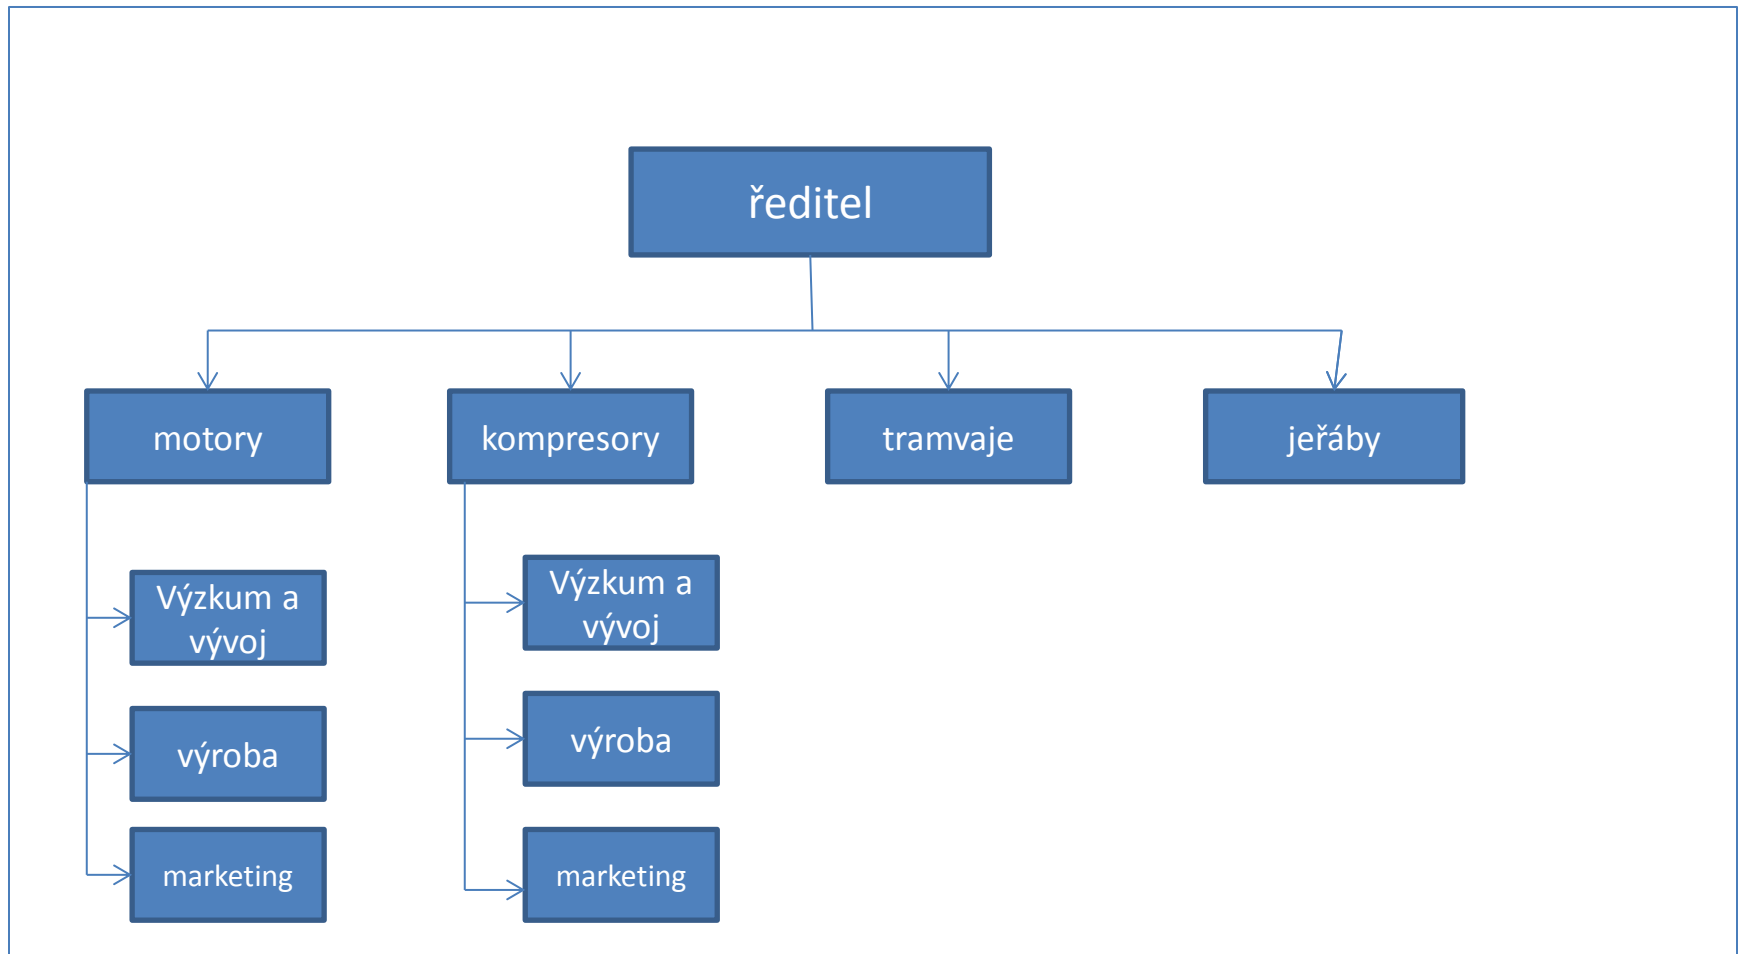 ředitel
motory
kompresory
tramvaje
jeřáby
Výzkum a
vývoj
výroba
marketing
Výzkum a
vývoj
výroba
marketing